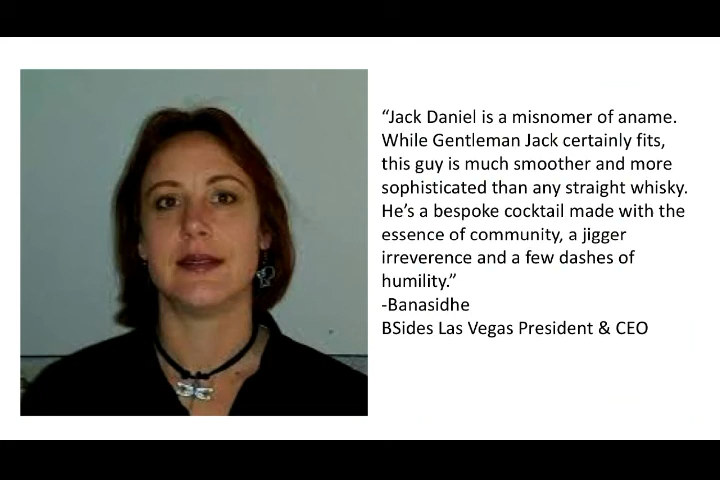 “Jack Daniel is a misnomer of aname.
While Gentleman Jack certainly fits,
this guy is much smoother and more
sophisticated than any straight whisky.
He’s a bespoke cocktail made with the
essence of community, a jigger
irreverence and a few dashes of
humility.”
-Banasidhe
BSides Las Vegas President & CEO